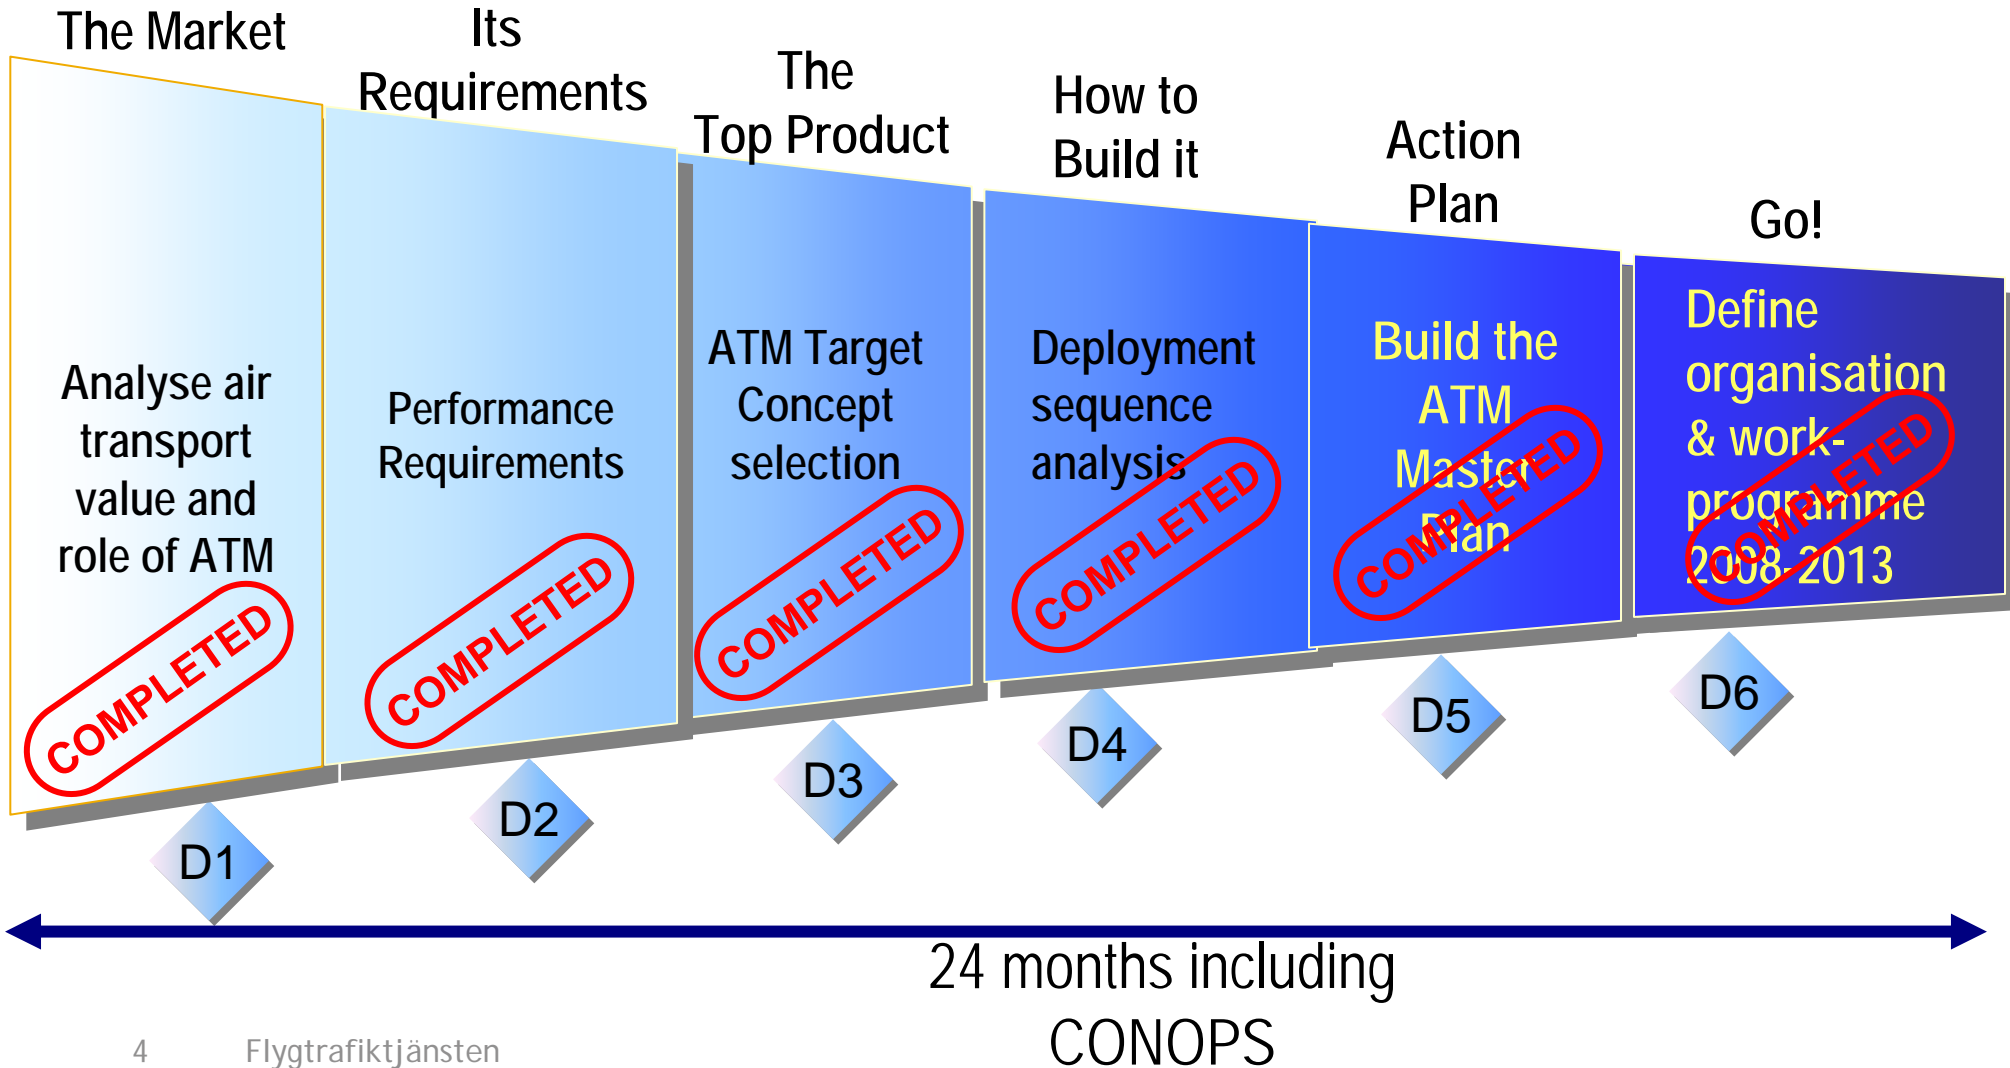 The Market
Its
Requirements
The
Top Product
How to
Build it
Action
Plan
Go!
Analyse air
transport
value and
role of ATM
COMPLETED
Performance
Requirements
COMPLETED
ATM Target
Concept
selection
COMPLETED
Deployment
sequence
analysis
COMPLETED
Build the
ATM
Master
Plan
COMPLETED
Define
organisation
& work-
programme
2008-2013
COMPLETED
D1
D2
D3
D4
D5
D6
24 months including
CONOPS
4 Flygtrafiktjänsten